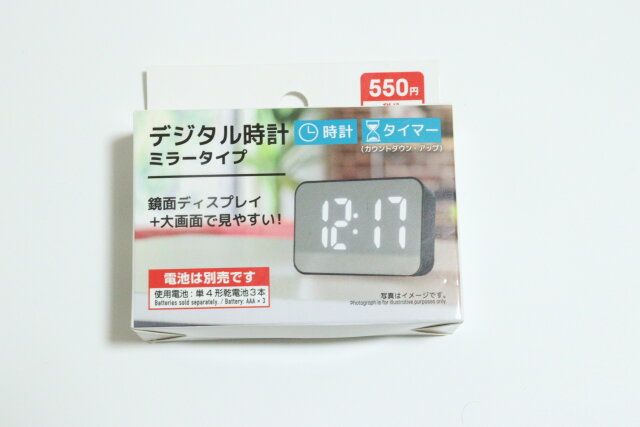 550円
デジタル時計
ミラータイプ
時計
タイマー
(カウントダウン・アップ)
鏡面ディスプレイ
+大画面で見やすい!
12:17
電池は別売です
使用電池:単4形乾電池3本
Batteries sold separately. / Battery: AAA × 3
写真はイメージです。
Photograph is for illustrative purposes only.